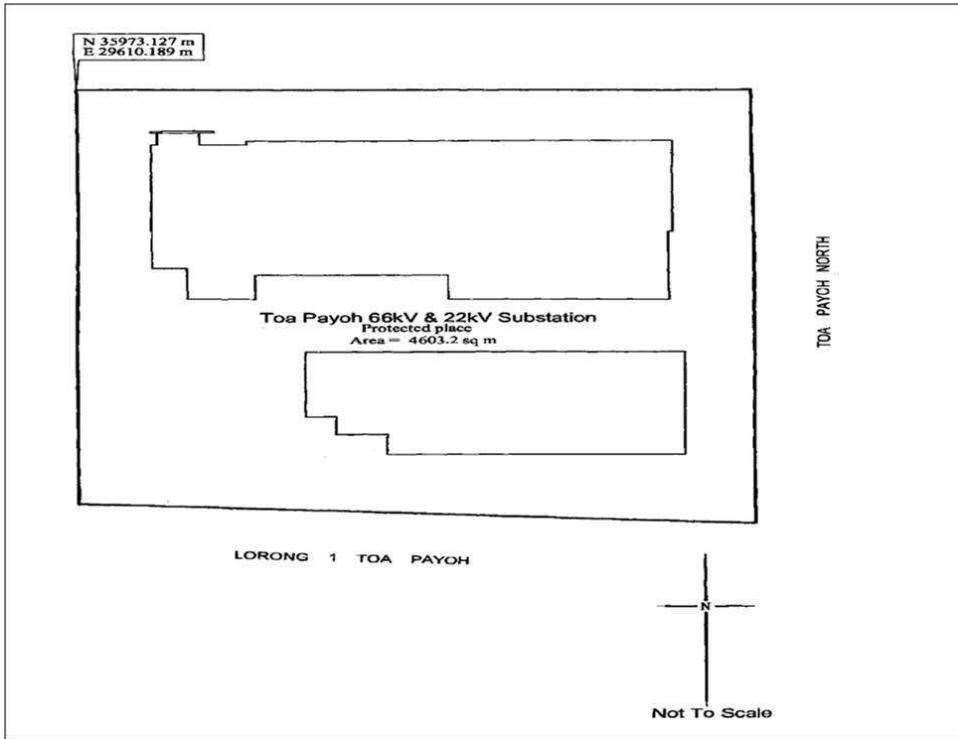 N 35973.127 m
E 29610.189 m
TOA PAYOH NORTH
Toa Payoh 66kV & 22kV Substation
Protected place
Area = 4603.2 sq m
LORONG 1 TOA PAYOH
N
Not To Scale